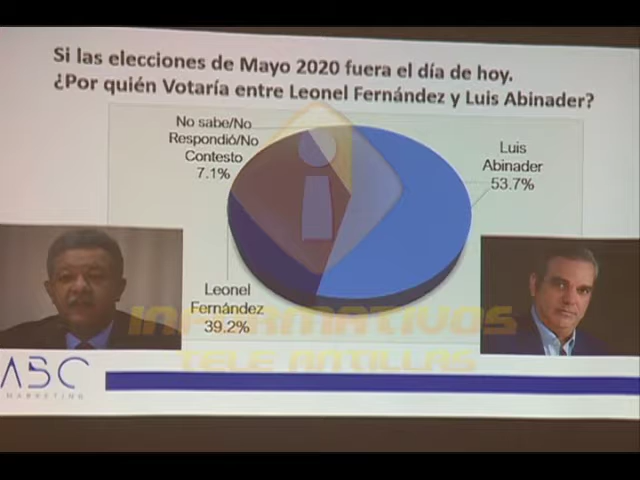 Si las elecciones de Mayo 2020 fuera el día de hoy.
¿Por quién Votaría entre Leonel Fernández y Luis Abinader?
No sabe/No
Respondió/No
Contesto
7.1%
Luis
Abinader
53.7%
Leonel
Fernández
39.2%
INFORMATIVOS
TELE ANTILLAS
ABC
MARKETING